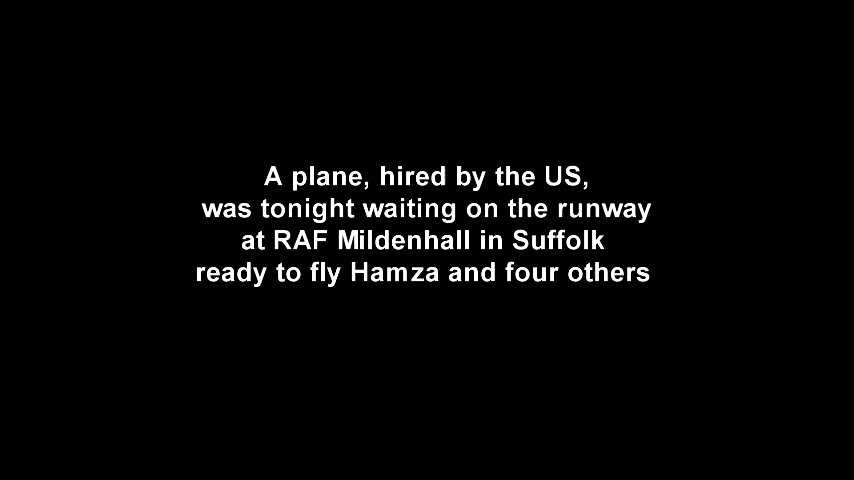 A plane, hired by the US,
was tonight waiting on the runway
at RAF Mildenhall in Suffolk
ready to fly Hamza and four others